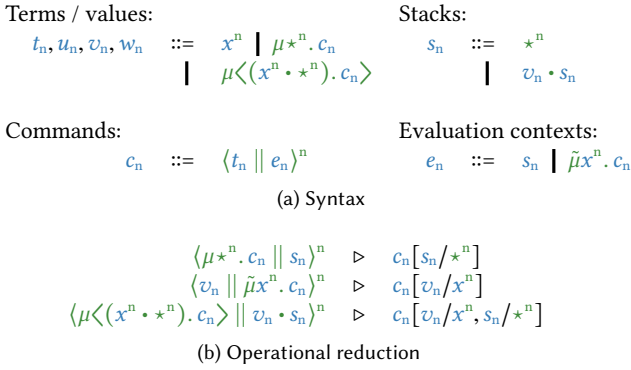 Terms / values: Stacks:
tₙ, uₙ, vₙ, wₙ ::= xⁿ | μ⋆ⁿ. cₙ sₙ ::= ⋆ⁿ
| μ<(xⁿ · ⋆ⁿ). cₙ> | vₙ · sₙ
Commands: Evaluation contexts:
cₙ ::= ⟨tₙ || eₙ⟩ⁿ eₙ ::= sₙ | μ̃xⁿ. cₙ
(a) Syntax
⟨μ⋆ⁿ. cₙ || sₙ⟩ⁿ ▷ cₙ[sₙ/⋆ⁿ]
⟨vₙ || μ̃xⁿ. cₙ⟩ⁿ ▷ cₙ[vₙ/xⁿ]
⟨μ<(xⁿ · ⋆ⁿ). cₙ> || vₙ · sₙ⟩ⁿ ▷ cₙ[vₙ/xⁿ, sₙ/⋆ⁿ]
(b) Operational reduction